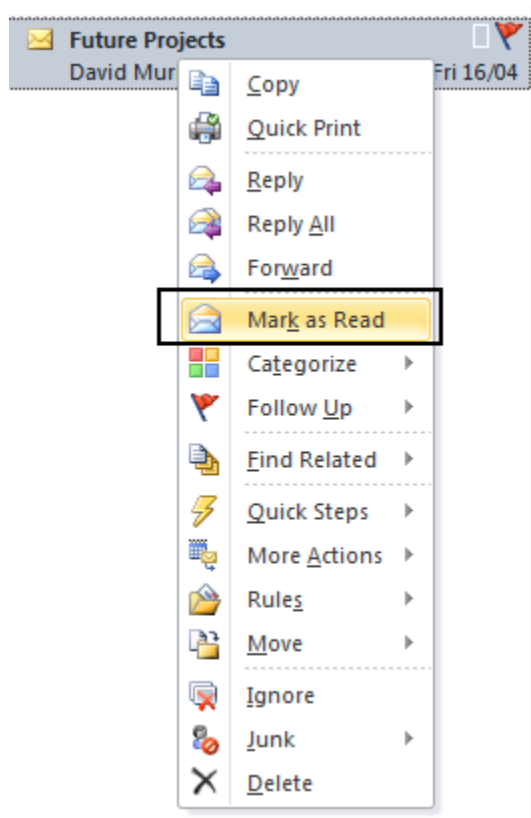 Future Projects
David Mur Fri 16/04
Copy
Quick Print
Reply
Reply All
Forward
Mark as Read
Categorize
Follow Up
Find Related
Quick Steps
More Actions
Rules
Move
Ignore
Junk
Delete